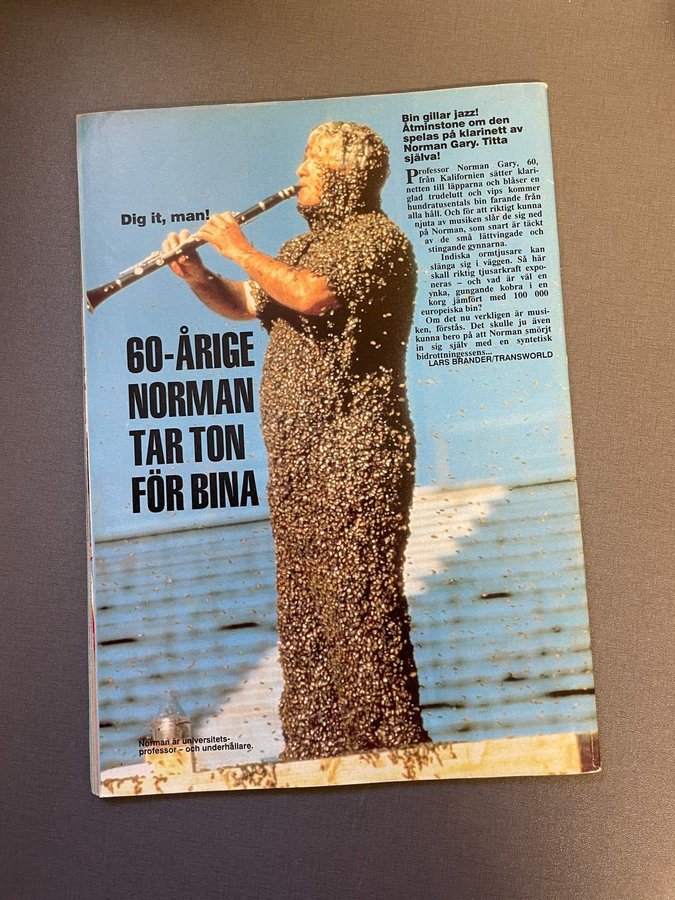 Bin gillar jazz!
Åtminstone om den
spelas på klarinett av
Norman Gary. Titta
själva!
Professor Norman Gary, 60,
från Kalifornien sätter klari-
netten till läpparna och blåser en
glad trudelutt och vips kommer
hundratusentals bin farande från
alla håll. Och för att riktigt kunna
njuta av musiken slår de sig ned
på Norman, som snart är täckt
av de små lättvingade och
stingande gynnarna.
Indiska ormtjusare kan
slänga sig i väggen. Så här
skall riktig tjusarkraft expo-
neras – och vad är väl en
ynka, gungande kobra i en
korg jämfört med 100 000
europeiska bin?
Om det nu verkligen är musi-
ken, förstås. Det skulle ju även
kunna bero på att Norman smörjt
in sig själv med en syntetisk
bidrottningessens...
LARS BRANDER/TRANSWORLD
Dig it, man!
60-ÅRIGE
NORMAN
TAR TON
FÖR BINA
Norman är universitets-
professor – och underhållare.